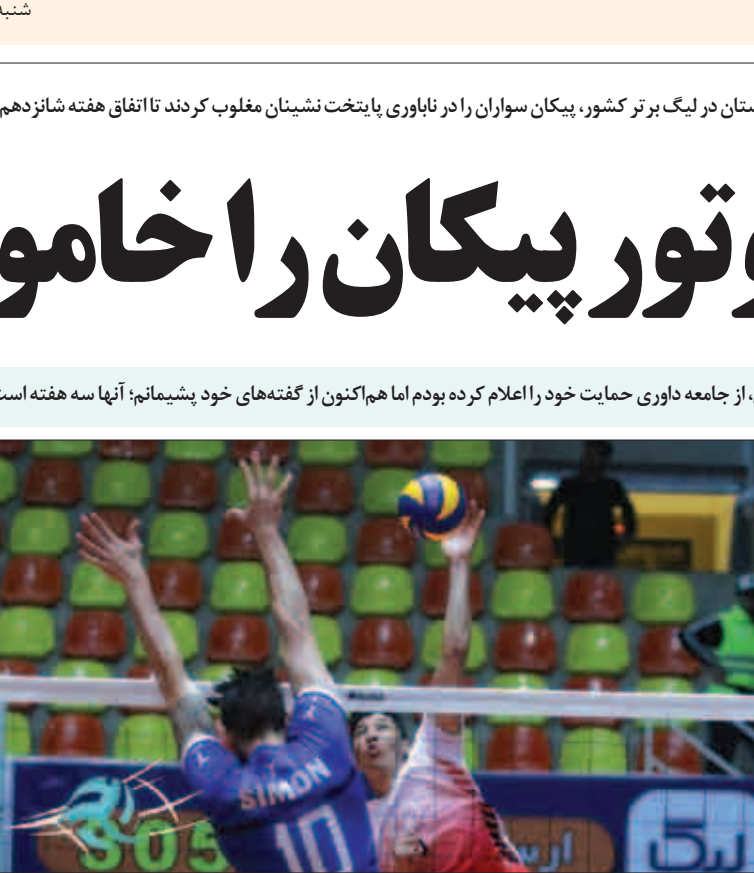 شنبه
ستان در لیگ برتر کشور، پیکان سواران را در ناباوری پایتخت نشینان مغلوب کردند تا اتفاق هفته شانزدهم
وتور پیکان را خامو
، از جامعه داوری حمایت خود را اعلام کرده بودم اما هم‌اکنون از گفته‌های خود پشیمانم؛ آنها سه هفته است
SIMON
10
SOS
لیگ